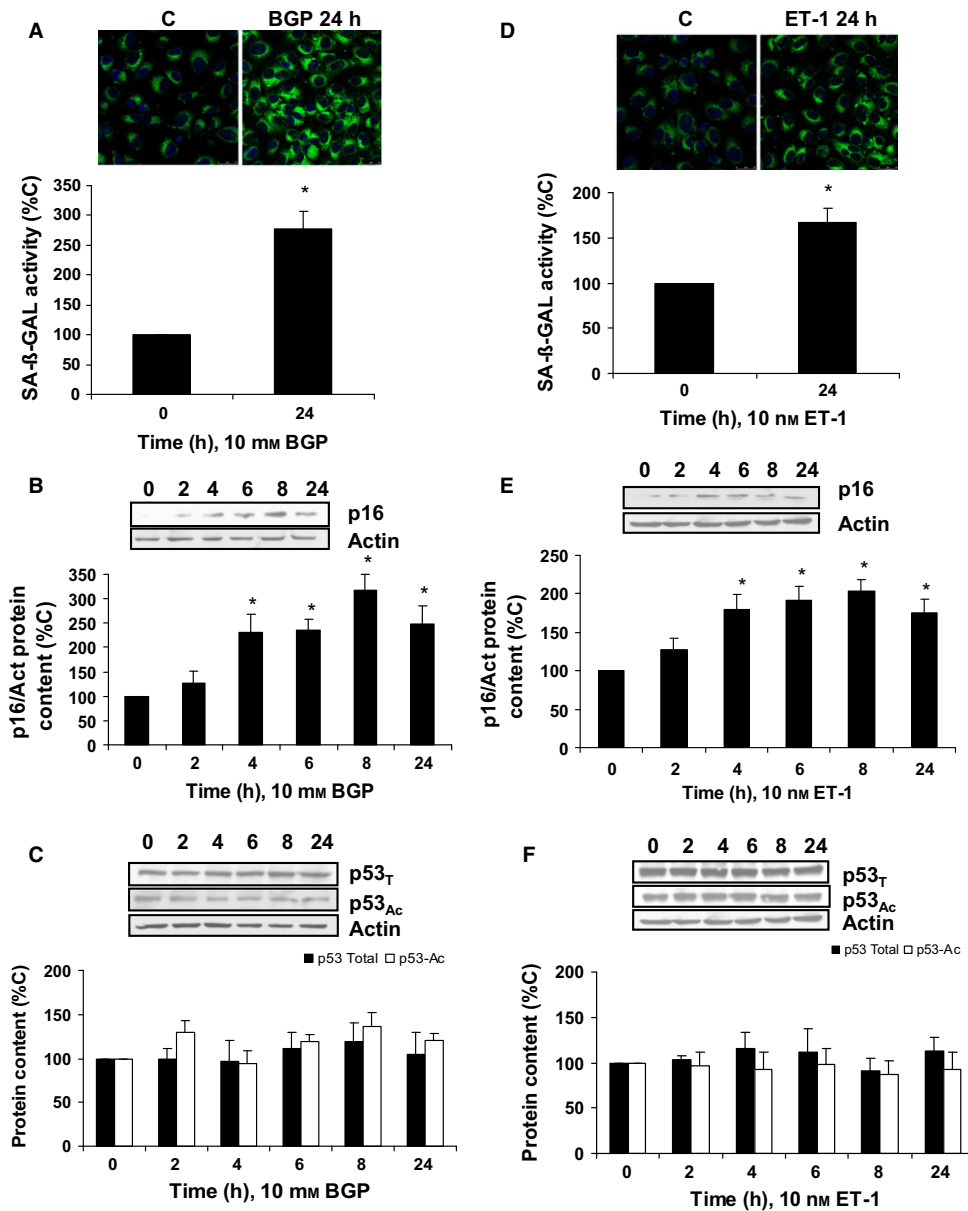 A
C BGP 24 h
SA-ß-GAL activity (%C)
350
300
250
200
150
100
50
0
0 24
Time (h), 10 mM BGP
B
0 2 4 6 8 24
p16
Actin
p16/Act protein
content (%C)
350
300
250
200
150
100
50
0
* * * *
0 2 4 6 8 24
Time (h), 10 mM BGP
C
0 2 4 6 8 24
p53T
p53Ac
Actin
p53 Total p53-Ac
Protein content (%C)
200
150
100
50
0
0 2 4 6 8 24
Time (h), 10 mM BGP
D
C ET-1 24 h
SA-ß-GAL activity (%C)
200
150
100
50
0
*
0 24
Time (h), 10 nM ET-1
E
0 2 4 6 8 24
p16
Actin
p16/Act protein
content (%C)
250
200
150
100
50
0
* * * *
0 2 4 6 8 24
Time (h), 10 nM ET-1
F
0 2 4 6 8 24
p53T
p53Ac
Actin
p53 Total p53-Ac
Protein content (%C)
200
150
100
50
0
0 2 4 6 8 24
Time (h), 10 nM ET-1